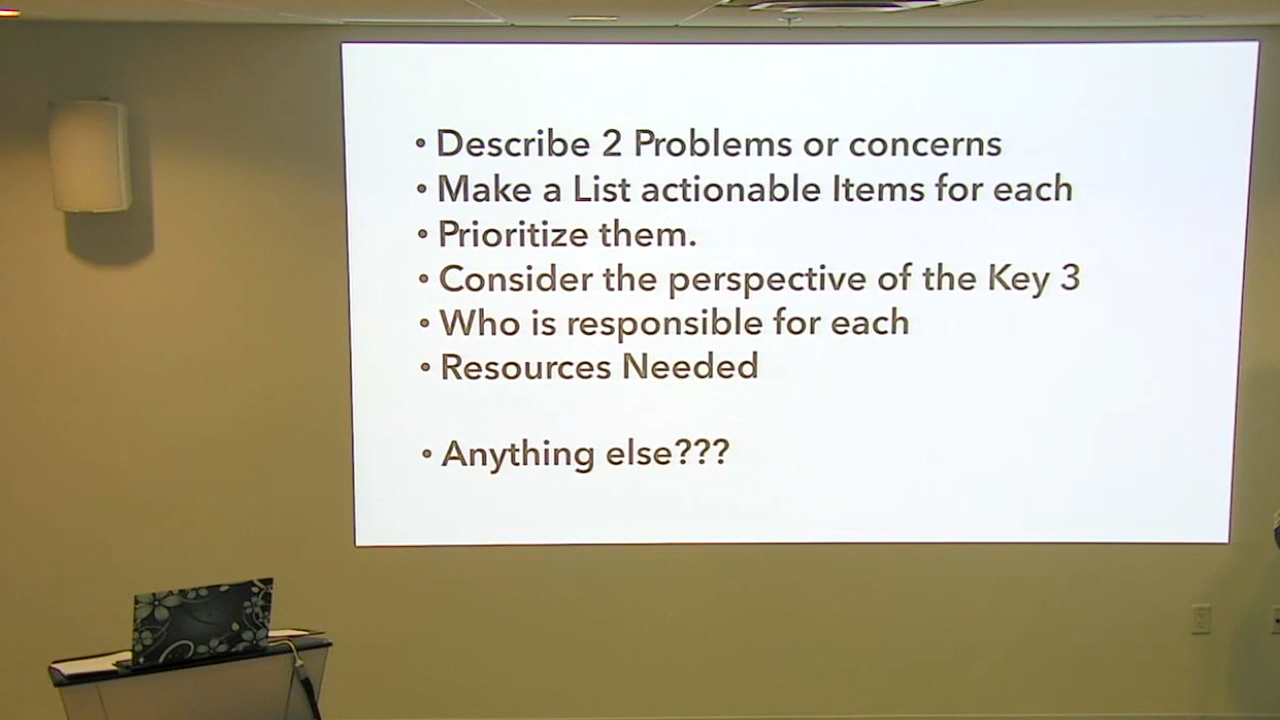 • Describe 2 Problems or concerns
• Make a List actionable Items for each
• Prioritize them.
• Consider the perspective of the Key 3
• Who is responsible for each
• Resources Needed
• Anything else???